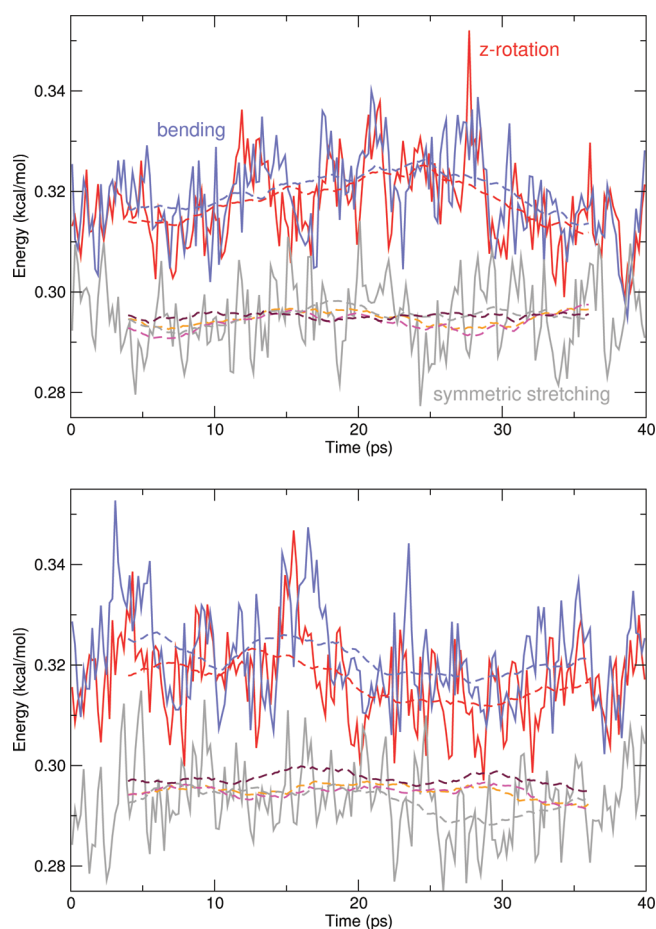 z-rotation
bending
symmetric stretching
Energy (kcal/mol)
0.34
0.32
0.30
0.28
0
10
20
30
40
Time (ps)
Energy (kcal/mol)
0.34
0.32
0.30
0.28
0
10
20
30
40
Time (ps)